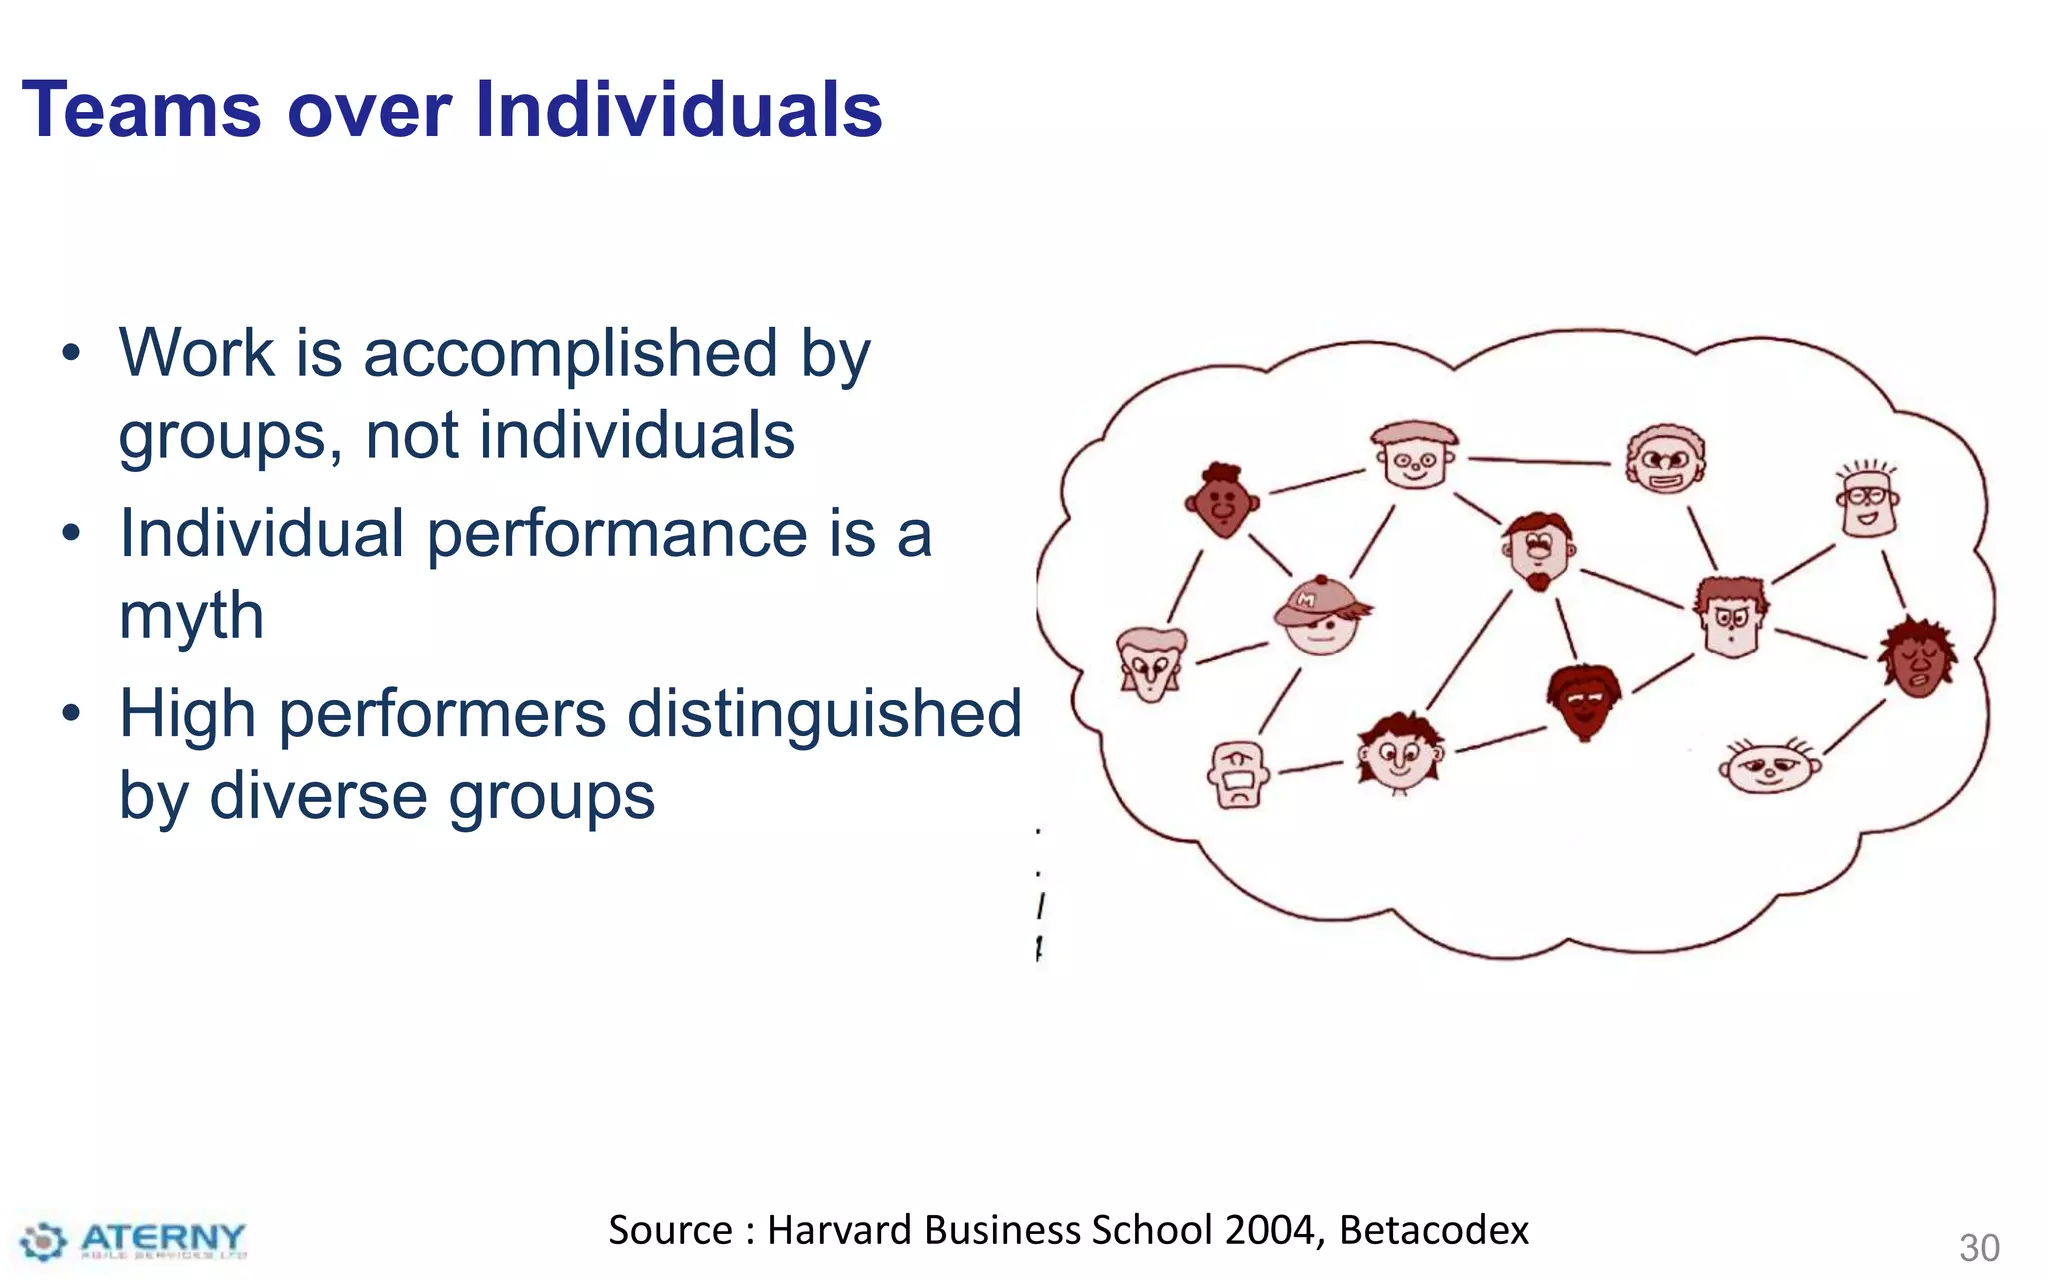 Teams over Individuals
• Work is accomplished by
groups, not individuals
• Individual performance is a
myth
• High performers distinguished
by diverse groups
M
ATERNY
AGILE SERVICES LTD
Source : Harvard Business School 2004, Betacodex
30